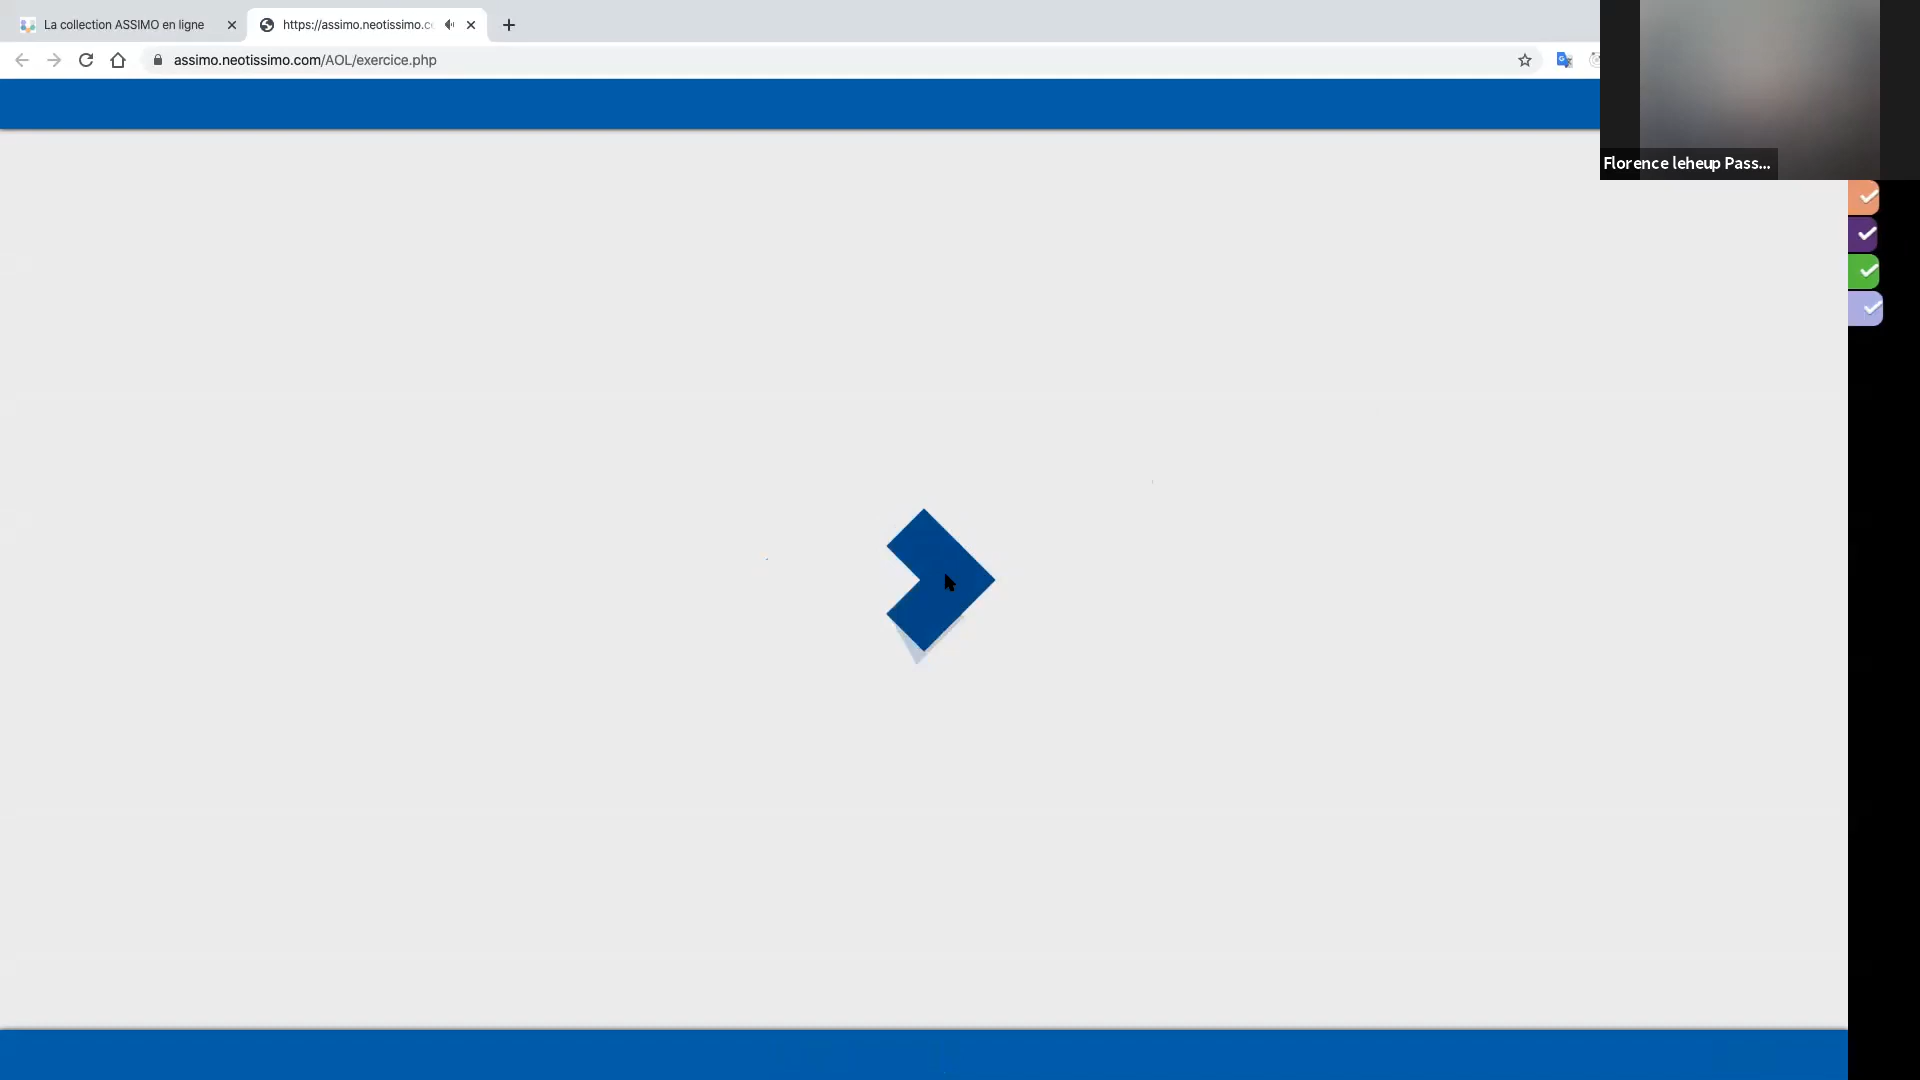 La collection ASSIMO en ligne
https://assimo.neotissimo.c
assimo.neotissimo.com/AOL/exercice.php
Florence leheup Pass...